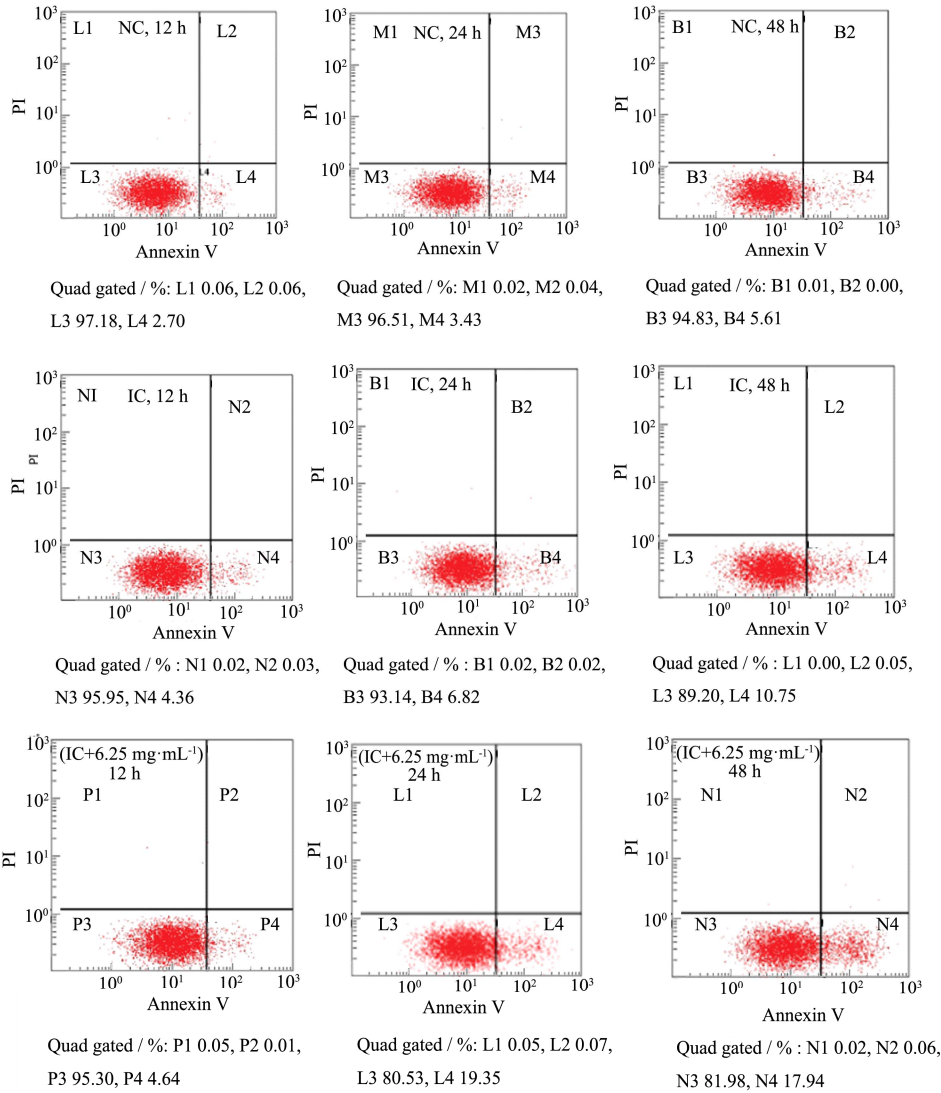 L1 NC, 12 h L2
PI
10³
10²
10¹
10⁰
L3 L4 L4
10⁰ 10¹ 10² 10³
Annexin V
Quad gated / %: L1 0.06, L2 0.06,
L3 97.18, L4 2.70
M1 NC, 24 h M3
PI
10³
10²
10¹
10⁰
M3 M4
10⁰ 10¹ 10² 10³
Annexin V
Quad gated / %: M1 0.02, M2 0.04,
M3 96.51, M4 3.43
B1 NC, 48 h B2
PI
10³
10²
10¹
10⁰
B3 B4
10⁰ 10¹ 10² 10³
Annexin V
Quad gated / %: B1 0.01, B2 0.00,
B3 94.83, B4 5.61
NI IC, 12 h N2
PI
PI
10³
10²
10¹
10⁰
N3 N4
10⁰ 10¹ 10² 10³
Annexin V
Quad gated / % : N1 0.02, N2 0.03,
N3 95.95, N4 4.36
B1 IC, 24 h
B2
PI
10³
10²
10¹
10⁰
B3 B4
10⁰ 10¹ 10² 10³
Annexin V
Quad gated / % : B1 0.02, B2 0.02,
B3 93.14, B4 6.82
L1 IC, 48 h
L2
PI
10³
10²
10¹
10⁰
L3 L4
10⁰ 10¹ 10² 10³
Annexin V
Quad gated / % : L1 0.00, L2 0.05,
L3 89.20, L4 10.75
(IC+6.25 mg·mL⁻¹)
12 h
P1 P2
PI
10³
10²
10¹
10⁰
P3 P4
10⁰ 10¹ 10² 10³
Annexin V
Quad gated / %: P1 0.05, P2 0.01,
P3 95.30, P4 4.64
(IC+6.25 mg·mL⁻¹)
24 h
L1 L2
PI
10³
10²
10¹
10⁰
L3 L4
10⁰ 10¹ 10² 10³
Annexin V
Quad gated / %: L1 0.05, L2 0.07,
L3 80.53, L4 19.35
(IC+6.25 mg·mL⁻¹)
48 h
N1 N2
PI
10³
10²
10¹
10⁰
N3 N4
10⁰ 10¹ 10² 10³
Annexin V
Quad gated / % : N1 0.02, N2 0.06,
N3 81.98, N4 17.94